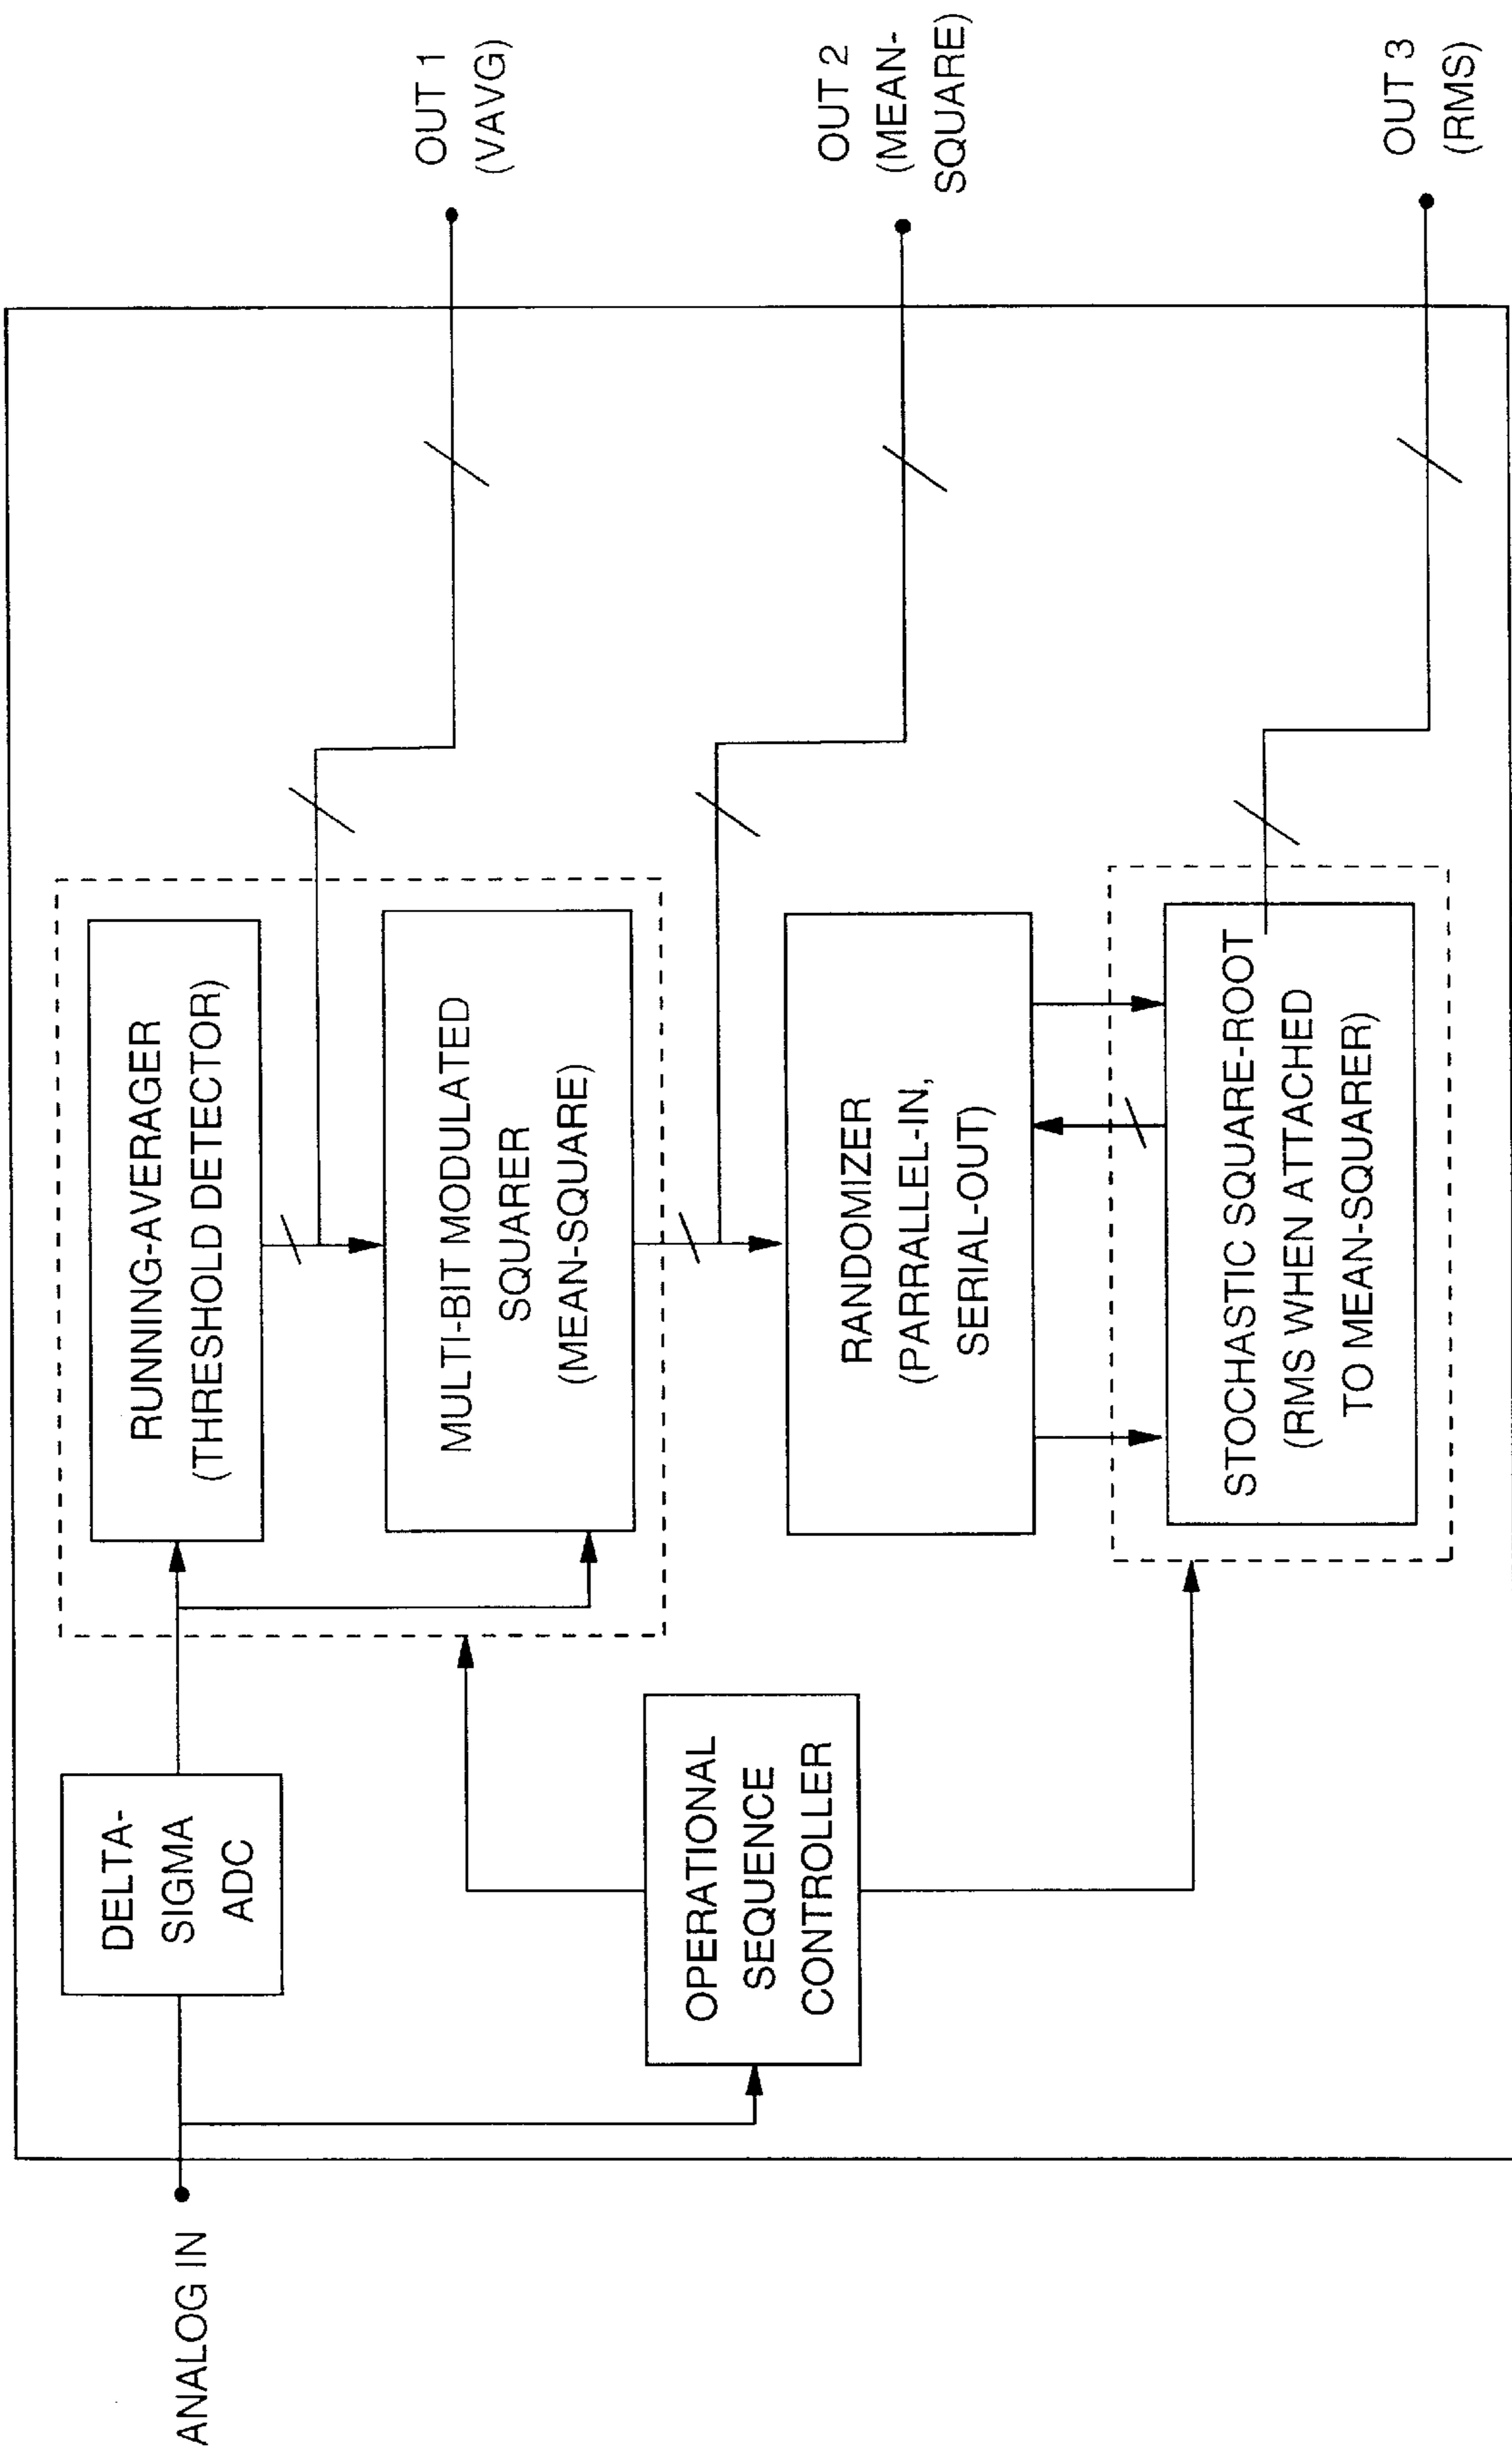 ANALOG IN
DELTA-
SIGMA
ADC
OPERATIONAL
SEQUENCE
CONTROLLER
RUNNING-AVERAGER
(THRESHOLD DETECTOR)
MULTI-BIT MODULATED
SQUARER
(MEAN-SQUARE)
RANDOMIZER
(PARRALLEL-IN,
SERIAL-OUT)
STOCHASTIC SQUARE-ROOT
(RMS WHEN ATTACHED
TO MEAN-SQUARER)
OUT 1
(VAVG)
OUT 2
(MEAN-
SQUARE)
OUT 3
(RMS)